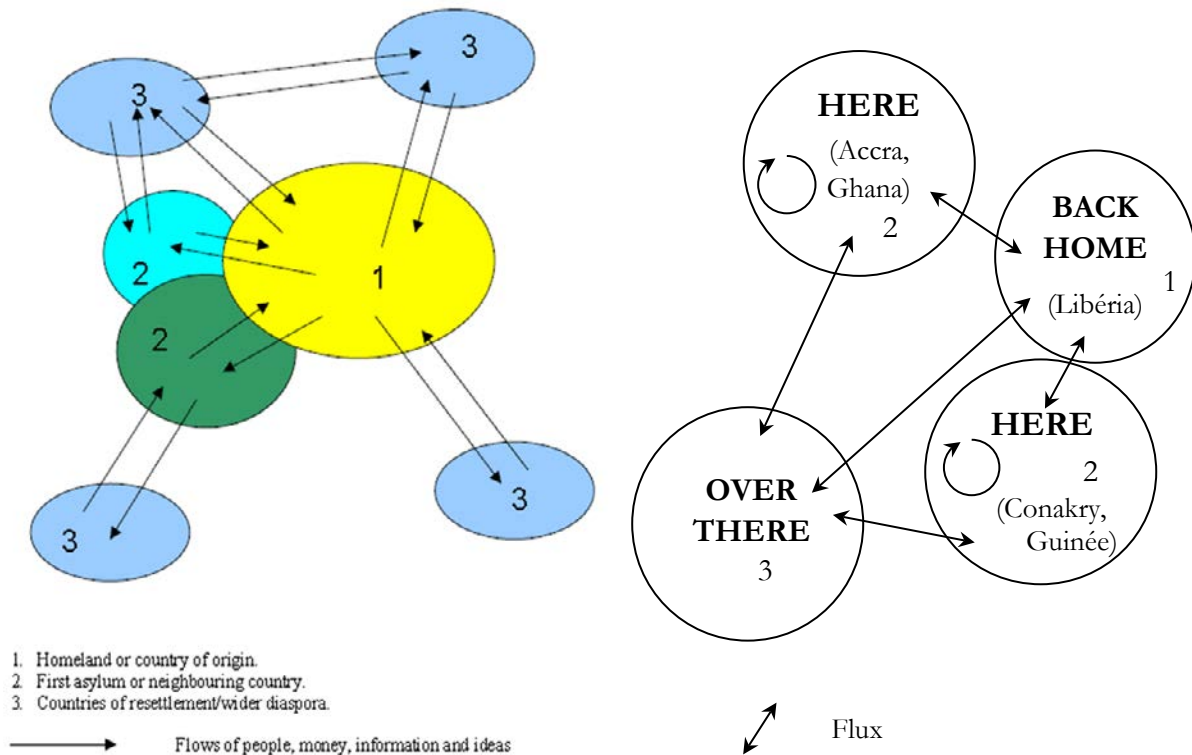 3
3
2
1
2
3
3
1. Homeland or country of origin.
2. First asylum or neighbouring country.
3. Countries of resettlement/wider diaspora.
Flows of people, money, information and ideas
HERE
(Accra,
Ghana)
2
BACK
HOME
1
(Libéria)
HERE
2
(Conakry,
Guinée)
OVER
THERE
3
Flux